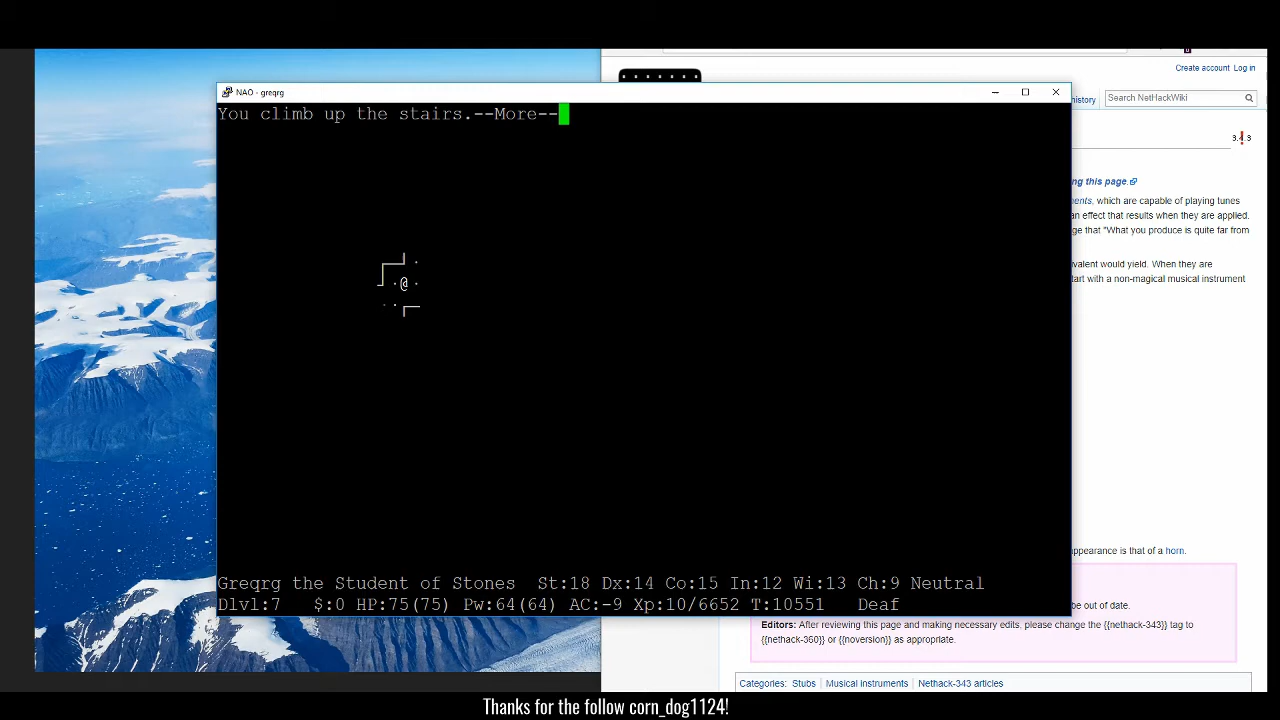 Create account Log in
NAO - greqrg
history
Search NetHackWiki
You climb up the stairs.--More--
ng this page.
ents, which are capable of playing tunes
an effect that results when they are applied.
ge that "What you produce is quite far from
ivalent would yield. When they are
tart with a non-magical musical instrument
@
appearance is that of a horn.
Greqrg the Student of Stones St:18 Dx:14 Co:15 In:12 Wi:13 Ch:9 Neutral
Dlvl:7 $:0 HP:75(75) Pw:64(64) AC:-9 Xp:10/6652 T:10551 Deaf
be out of date.
Editors: After reviewing this page and making necessary edits, please change the {{nethack-343}} tag to
{{nethack-360}} or {{noversion}} as appropriate.
Categories: Stubs | Musical instruments | Nethack-343 articles
Thanks for the follow corn_dog1124!